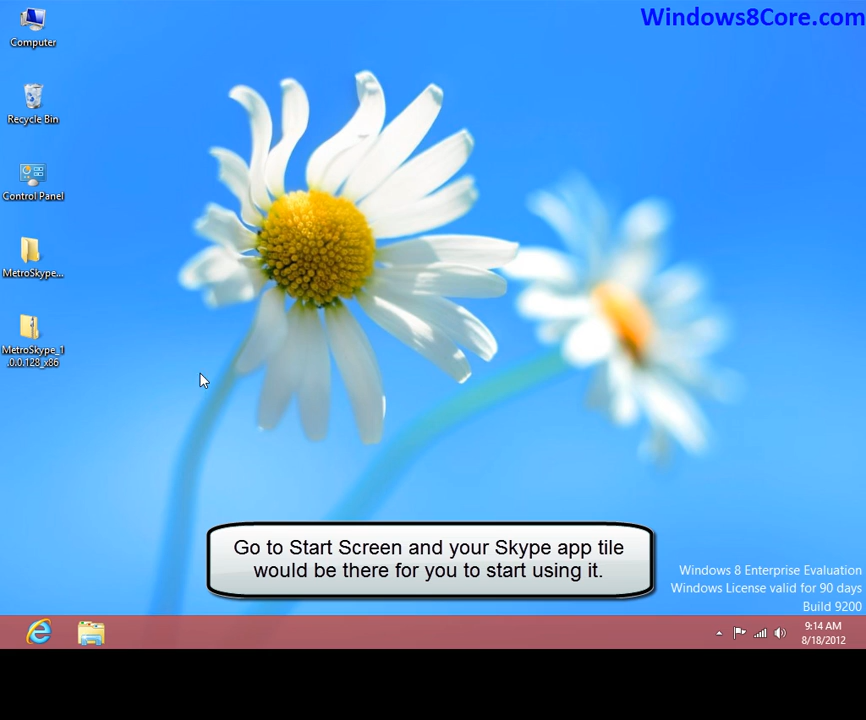 Windows8Core.com
Computer
Recycle Bin
Control Panel
MetroSkype...
MetroSkype_1
.0.0.128_x86
Go to Start Screen and your Skype app tile
would be there for you to start using it.
Windows 8 Enterprise Evaluation
Windows License valid for 90 days
Build 9200
9:14 AM
8/18/2012